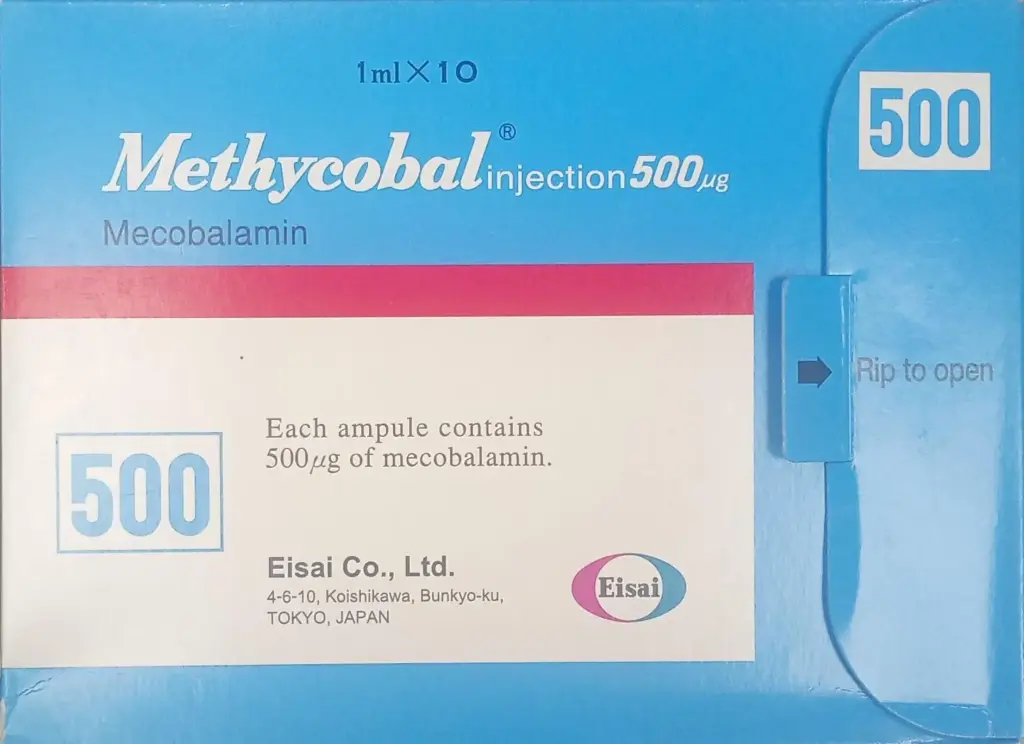 1ml×10
Methycobal® injection 500μg
Mecobalamin
500
Rip to open
Each ampule contains
500μg of mecobalamin.
500
Eisai Co., Ltd.
4-6-10, Koishikawa, Bunkyo-ku,
TOKYO, JAPAN
Eisai